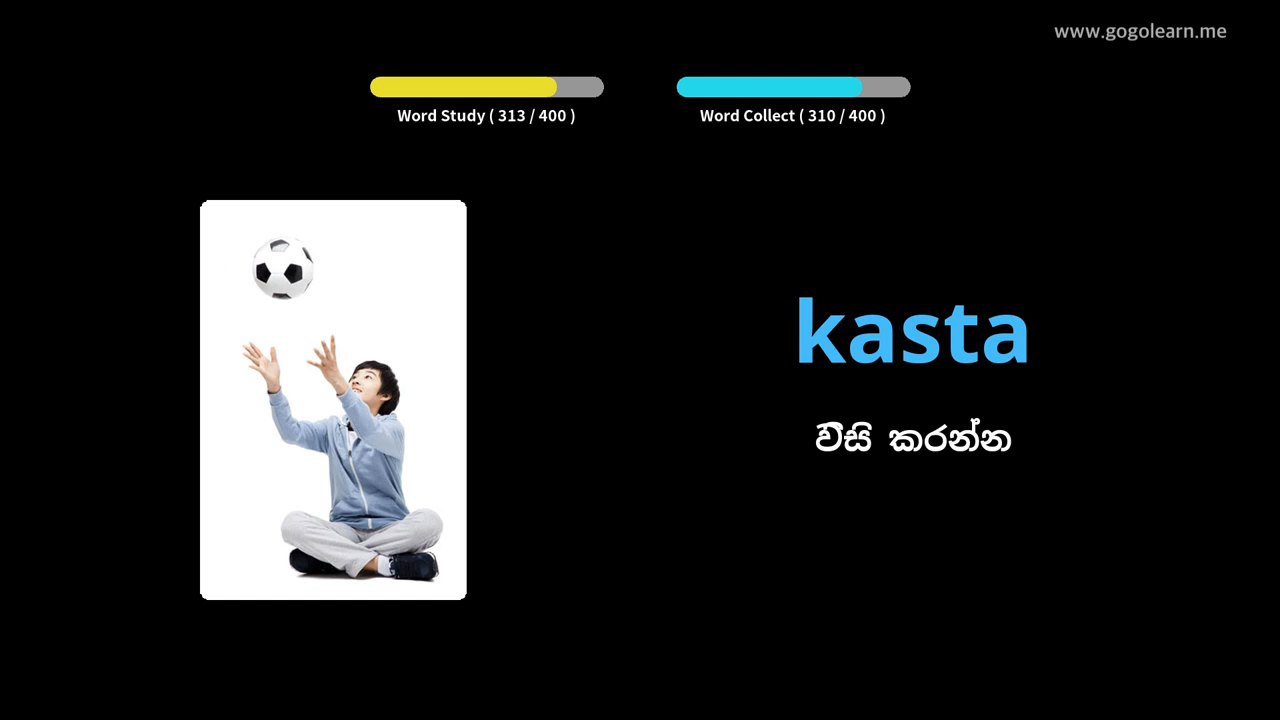 www.gogolearn.me
Word Study ( 313 / 400 )
Word Collect ( 310 / 400 )
kasta
වීසි කරන්න